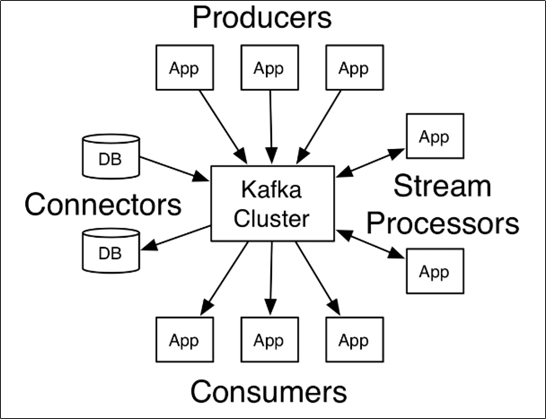 Producers
App
App
App
DB
App
Kafka
Cluster
Connectors
Stream
Processors
DB
App
App
App
App
Consumers